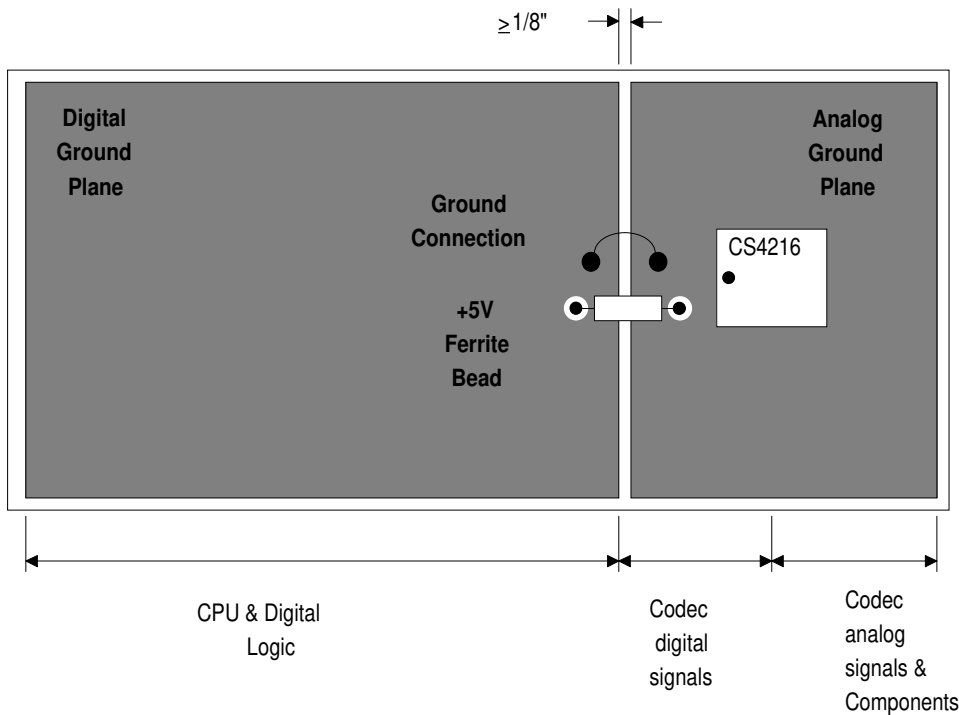 ≥1/8"
Digital
Ground
Plane
Analog
Ground
Plane
Ground
Connection
CS4216
+5V
Ferrite
Bead
CPU & Digital
Logic
Codec
digital
signals
Codec
analog
signals &
Components